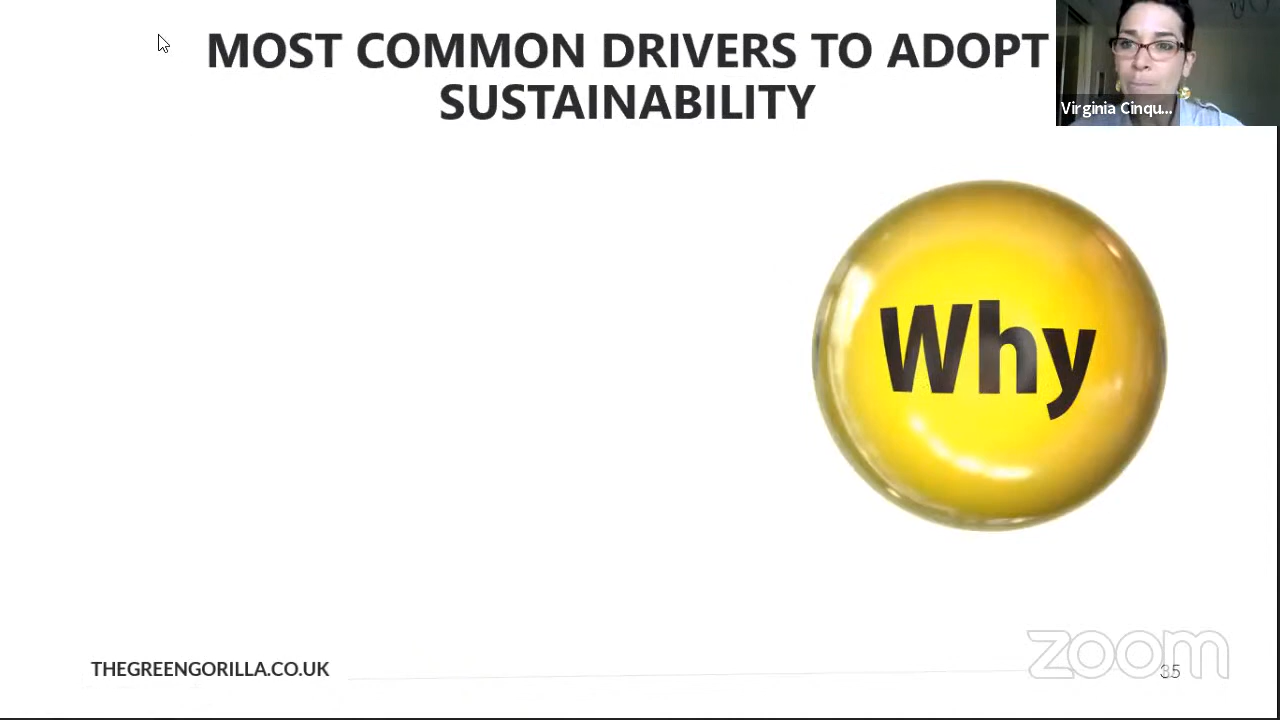 MOST COMMON DRIVERS TO ADOPT
SUSTAINABILITY
Virginia Cinqu...
Why
THEGREENGORILLA.CO.UK
zoom
35